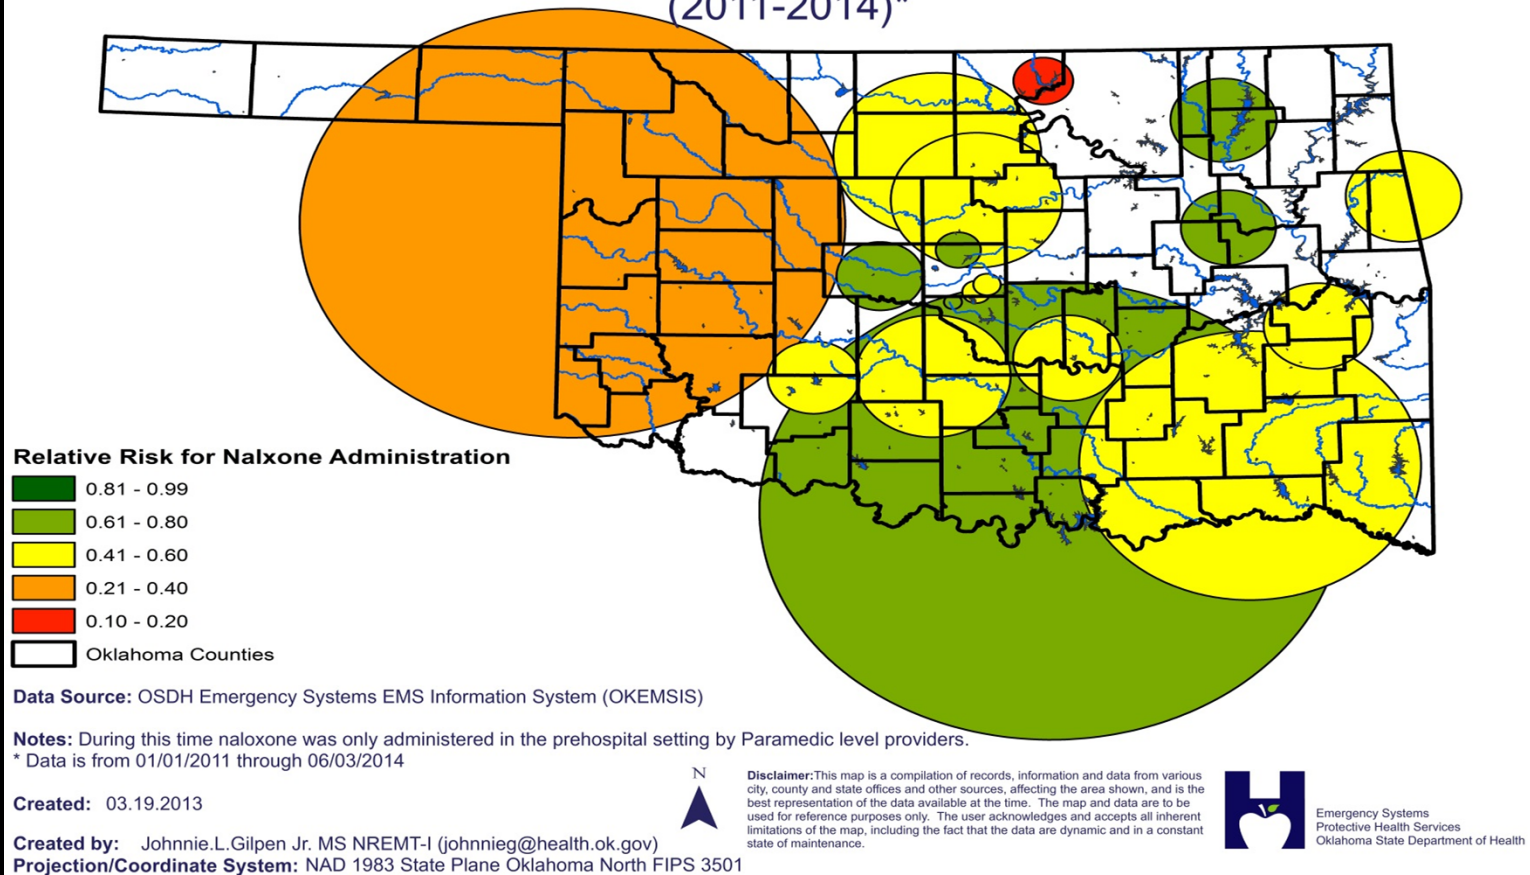 (2011-2014)*
Relative Risk for Nalxone Administration
0.81 - 0.99
0.61 - 0.80
0.41 - 0.60
0.21 - 0.40
0.10 - 0.20
Oklahoma Counties
Data Source: OSDH Emergency Systems EMS Information System (OKEMSIS)
Notes: During this time naloxone was only administered in the prehospital setting by Paramedic level providers.
* Data is from 01/01/2011 through 06/03/2014
Created: 03.19.2013
Created by: Johnnie.L.Gilpen Jr. MS NREMT-I (johnnieg@health.ok.gov)
Projection/Coordinate System: NAD 1983 State Plane Oklahoma North FIPS 3501
N
Disclaimer:This map is a compilation of records, information and data from various
city, county and state offices and other sources, affecting the area shown, and is the
best representation of the data available at the time. The map and data are to be
used for reference purposes only. The user acknowledges and accepts all inherent
limitations of the map, including the fact that the data are dynamic and in a constant
state of maintenance.
Emergency Systems
Protective Health Services
Oklahoma State Department of Health